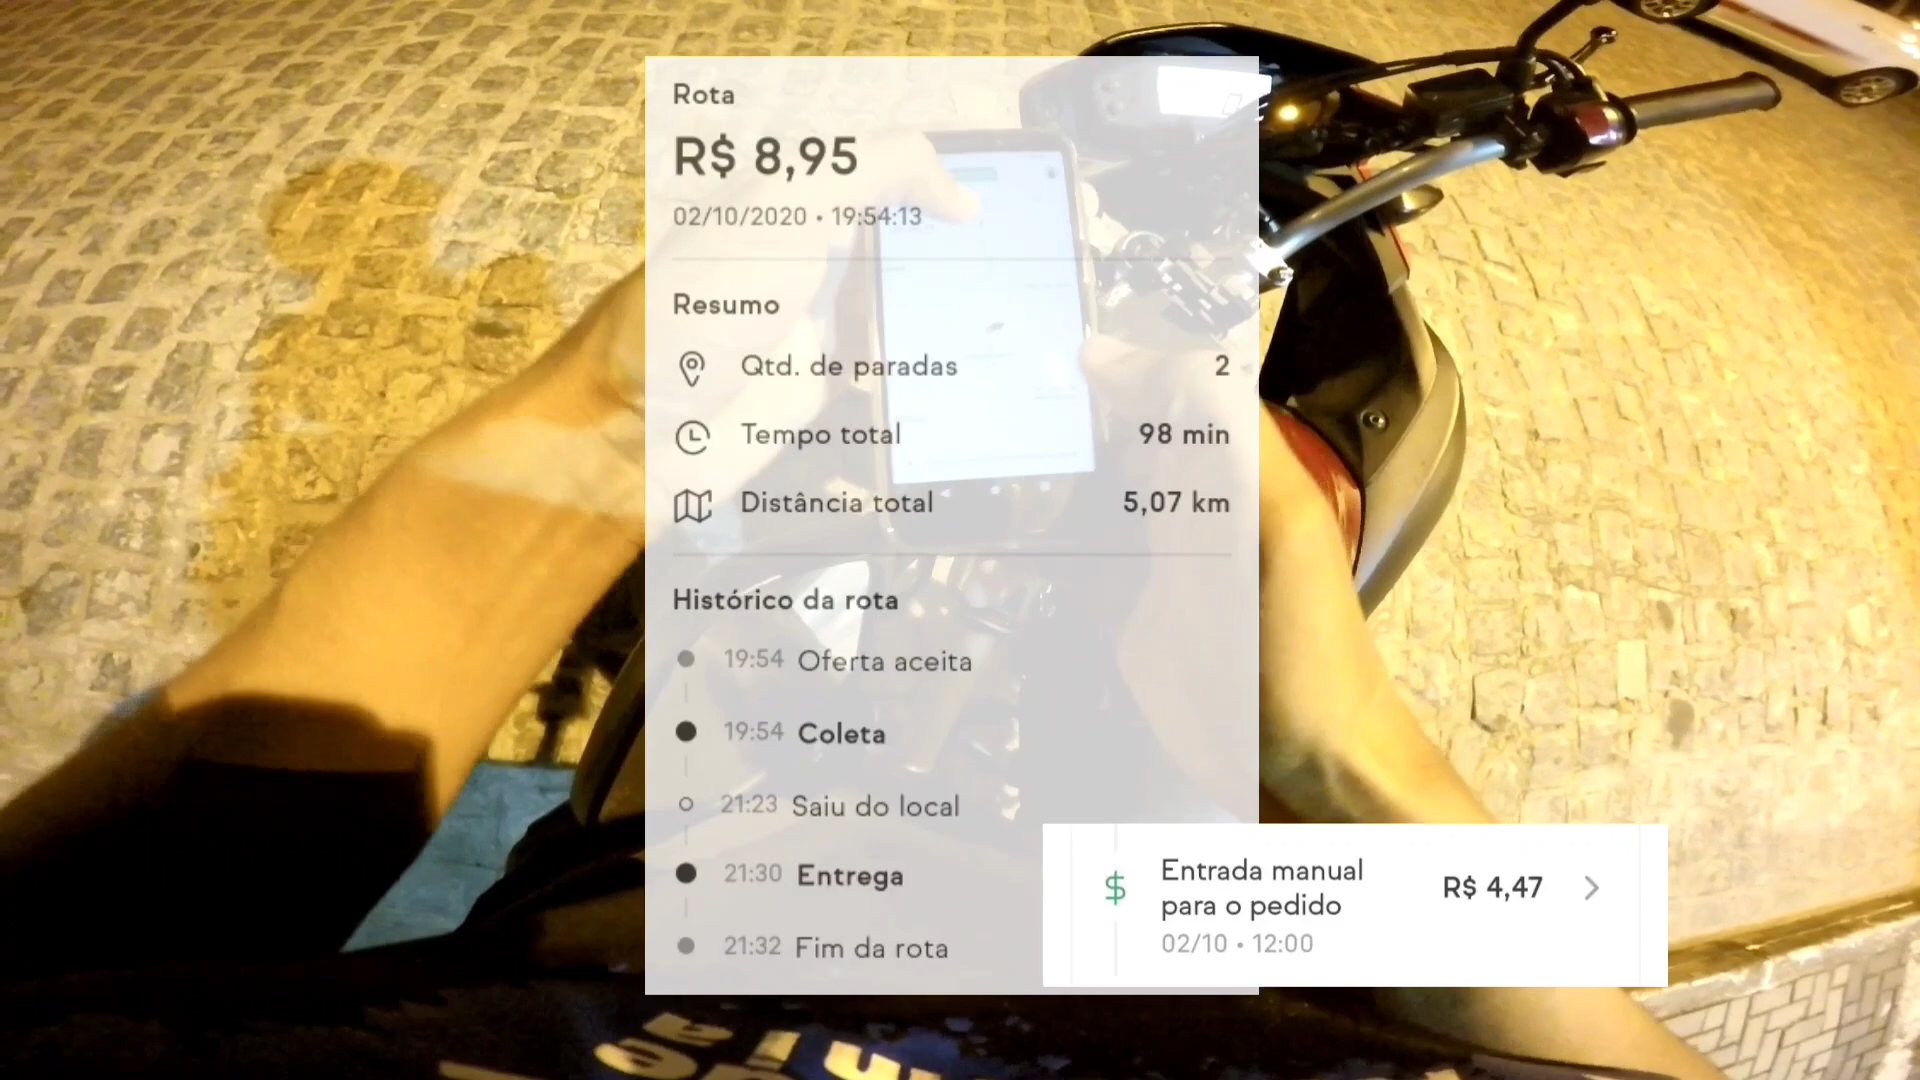 Rota
R$ 8,95
02/10/2020 • 19:54:13
Resumo
Qtd. de paradas 2
Tempo total 98 min
Distância total 5,07 km
Histórico da rota
19:54 Oferta aceita
19:54 Coleta
21:23 Saiu do local
21:30 Entrega
21:32 Fim da rota
Entrada manual
para o pedido
R$ 4,47
02/10 • 12:00